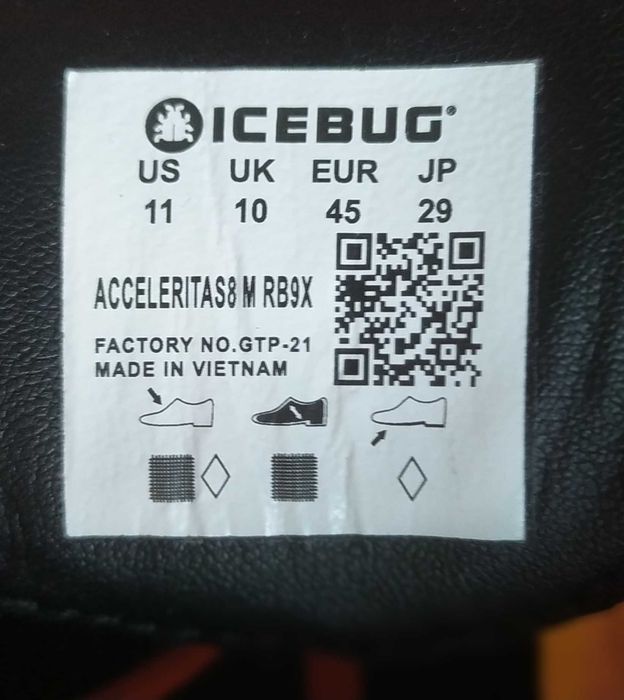 ICEBUG®
US UK EUR JP
11 10 45 29
ACCELERITAS8 M RB9X
FACTORY NO.GTP-21
MADE IN VIETNAM